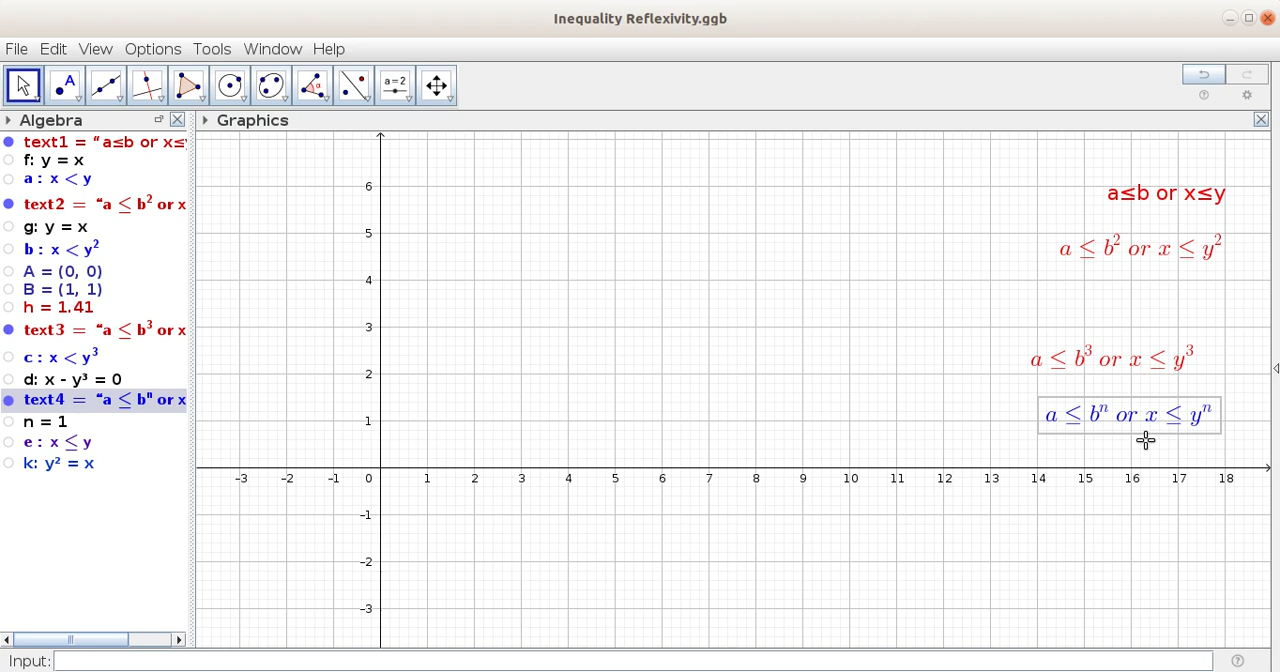 Inequality Reflexivity.ggb
File Edit View Options Tools Window Help
A
α
a=2
Algebra
Graphics
text1 = “a≤b or x≤y
f: y = x
a : x < y
text2 = “a ≤ b² or x
g: y = x
b : x < y²
A = (0, 0)
B = (1, 1)
h = 1.41
text3 = “a ≤ b³ or x
c : x < y³
d: x - y³ = 0
text4 = “a ≤ bⁿ or x
n = 1
e : x ≤ y
k: y² = x
a≤b or x≤y
a ≤ b² or x ≤ y²
a ≤ b³ or x ≤ y³
a ≤ bⁿ or x ≤ yⁿ
6
5
4
3
2
1
-3 -2 -1 0 1 2 3 4 5 6 7 8 9 10 11 12 13 14 15 16 17 18
-1
-2
-3
Input: